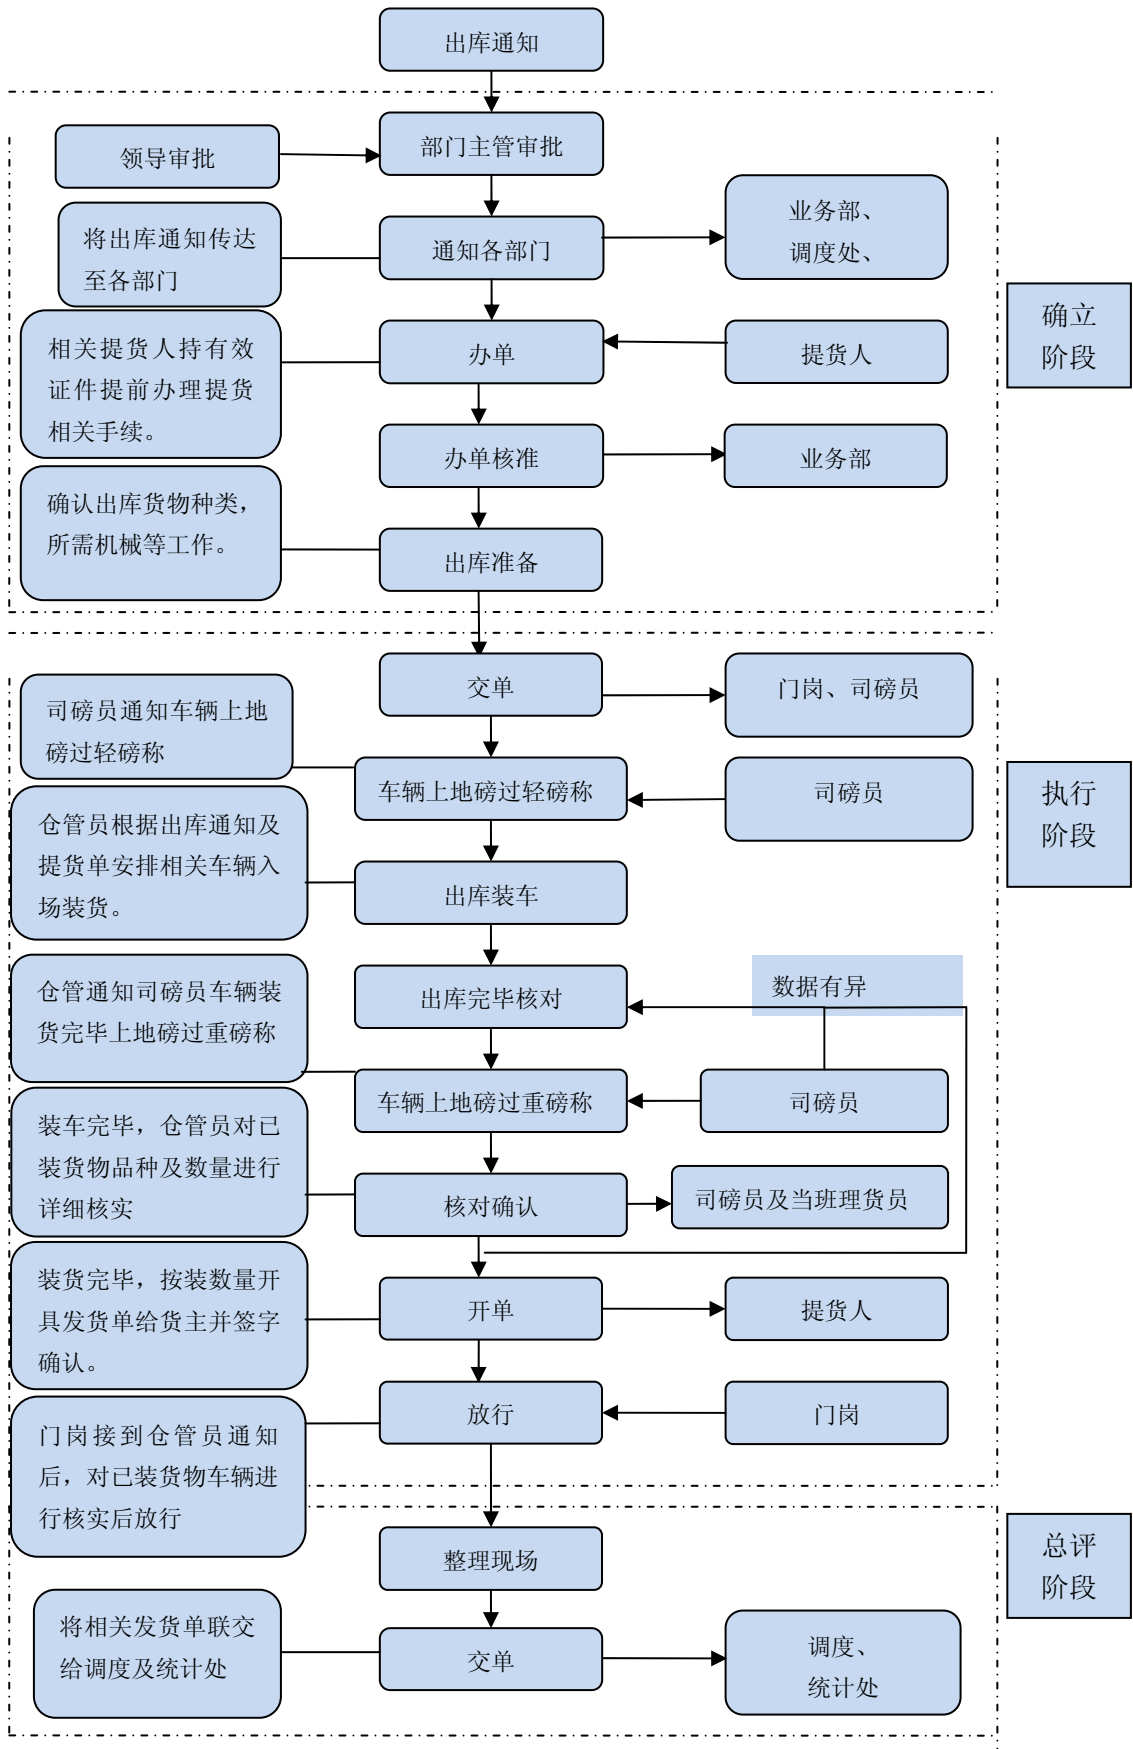 出库通知
领导审批
部门主管审批
将出库通知传达
至各部门
通知各部门
业务部、
调度处、
确立
阶段
相关提货人持有效
证件提前办理提货
相关手续。
办单
提货人
办单核准
业务部
确认出库货物种类，
所需机械等工作。
出库准备
交单
门岗、司磅员
司磅员通知车辆上地
磅过轻磅称
车辆上地磅过轻磅称
司磅员
执行
阶段
仓管员根据出库通知及
提货单安排相关车辆入
场装货。
出库装车
仓管通知司磅员车辆装
货完毕上地磅过重磅称
出库完毕核对
数据有异
车辆上地磅过重磅称
司磅员
装车完毕，仓管员对已
装货物品种及数量进行
详细核实
核对确认
司磅员及当班理货员
装货完毕，按装数量开
具发货单给货主并签字
确认。
开单
提货人
放行
门岗
门岗接到仓管员通知
后，对已装货物车辆进
行核实后放行
整理现场
总评
阶段
将相关发货单联交
给调度及统计处
交单
调度、
统计处